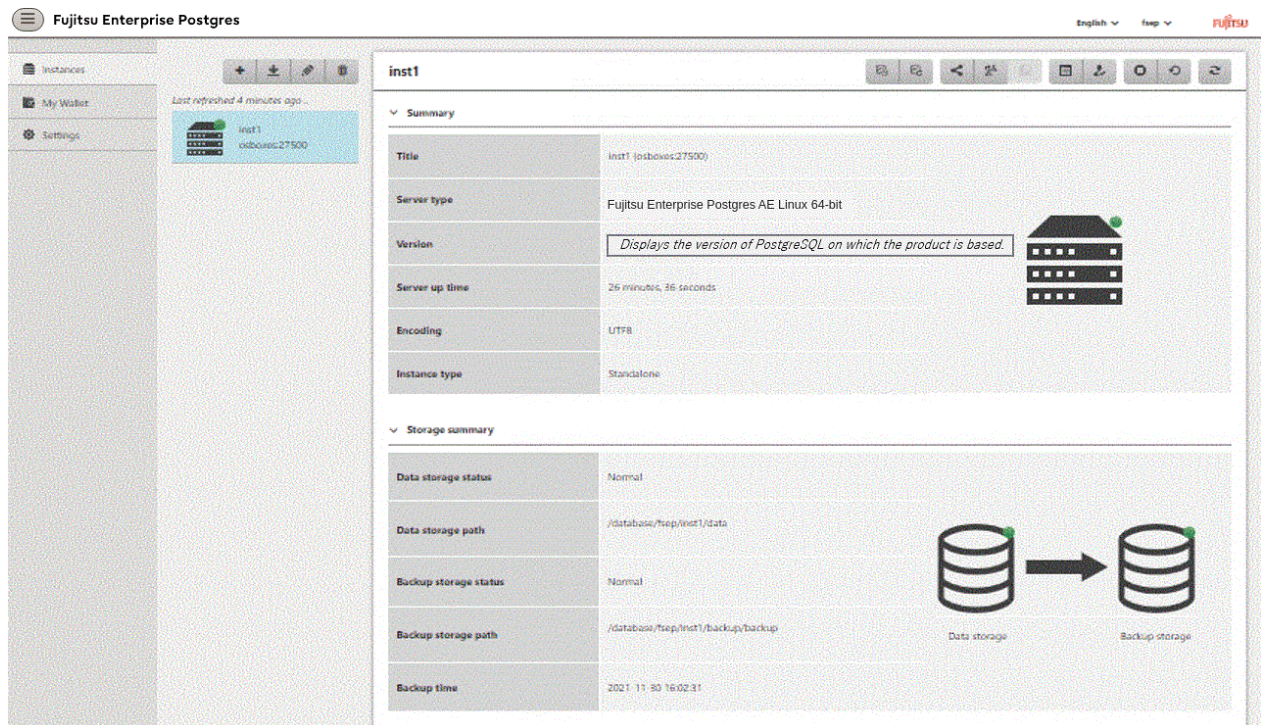 Fujitsu Enterprise Postgres
English
fsep
FUJITSU
Instances
My Wallet
Settings
Last refreshed 4 minutes ago ..
inst1
osboxes:27500
inst1
Summary
Title
inst1 (osboxes:27500)
Server type
Fujitsu Enterprise Postgres AE Linux 64-bit
Version
Displays the version of PostgreSQL on which the product is based.
Server up time
26 minutes, 36 seconds
Encoding
UTF8
Instance type
Standalone
Storage summary
Data storage status
Normal
Data storage path
/database/fsep/inst1/data
Backup storage status
Normal
Backup storage path
/database/fsep/inst1/backup/backup
Data storage
Backup storage
Backup time
2021-11-30 16:02:31